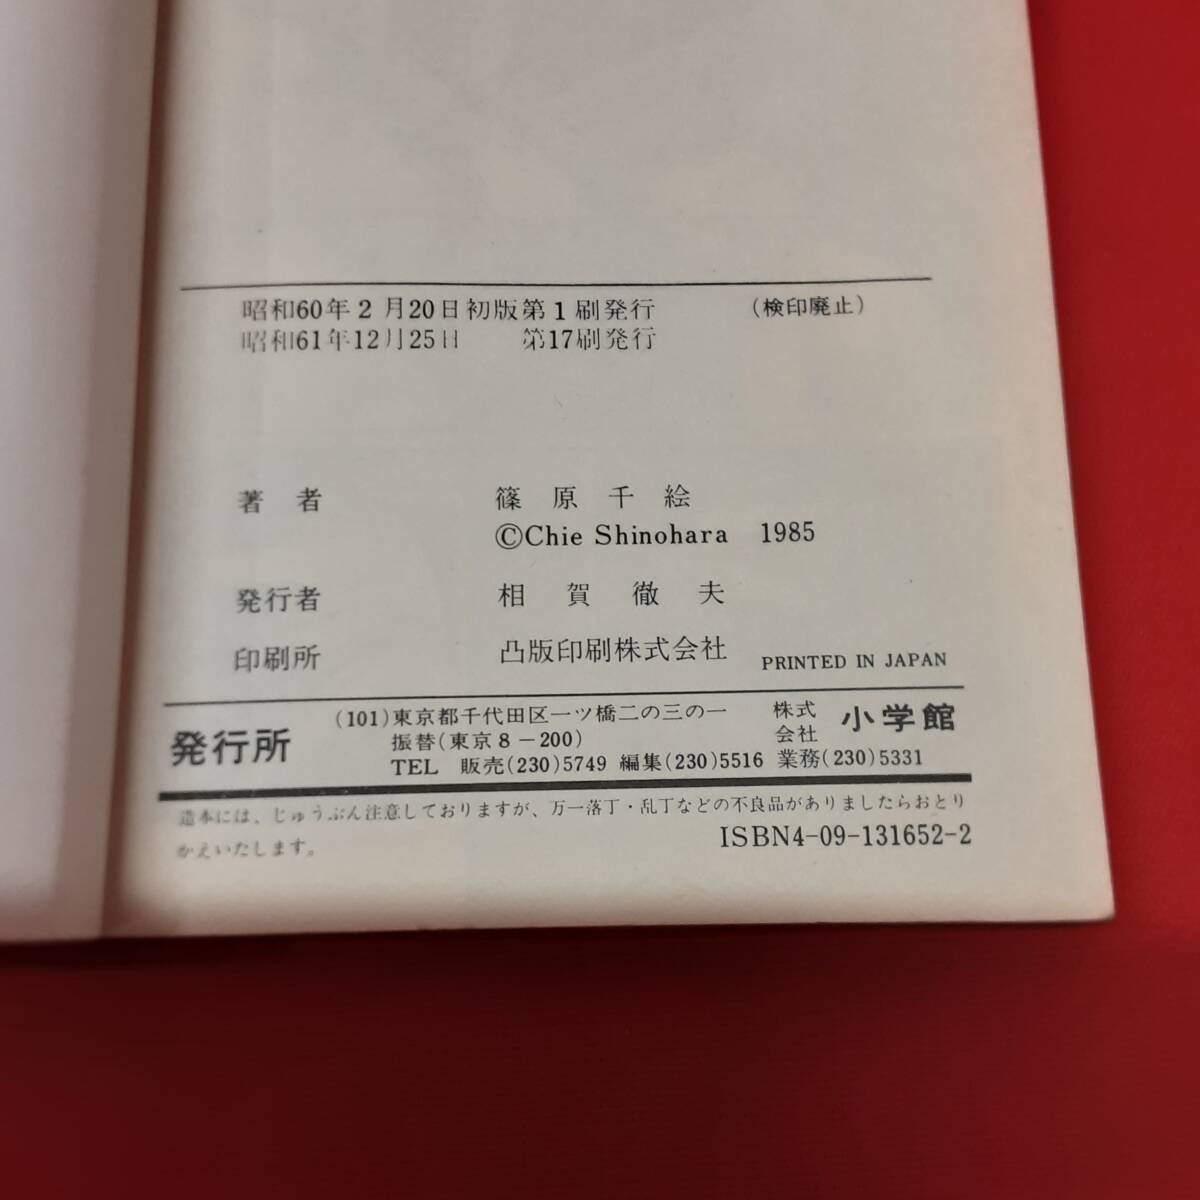 昭和60年2月20日初版第1刷発行 (検印廃止)
昭和61年12月25日 第17刷発行
著者 篠原千絵
©Chie Shinohara 1985
発行者 相賀徹夫
印刷所 凸版印刷株式会社 PRINTED IN JAPAN
発行所 (101)東京都千代田区一ツ橋二の三の一 株式会社 小学館
振替(東京8-200)
TEL 販売(230)5749 編集(230)5516 業務(230)5331
造本には、じゅうぶん注意しておりますが、万一落丁・乱丁などの不良品がありましたらおとり
かえいたします。
ISBN4-09-131652-2